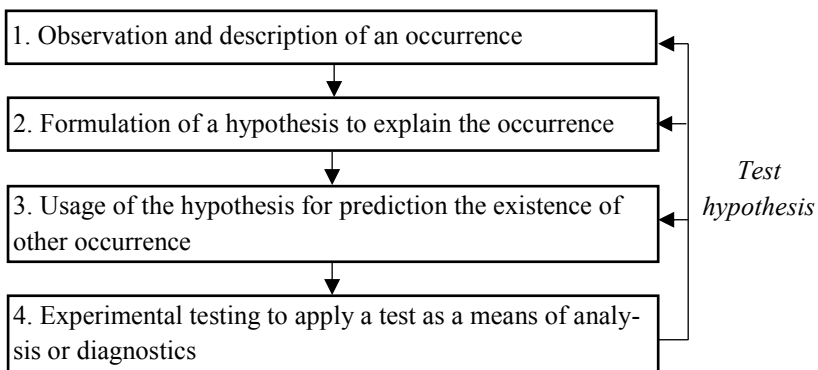 1. Observation and description of an occurrence
2. Formulation of a hypothesis to explain the occurrence
3. Usage of the hypothesis for prediction the existence of
other occurrence
4. Experimental testing to apply a test as a means of analy-
sis or diagnostics
Test
hypothesis